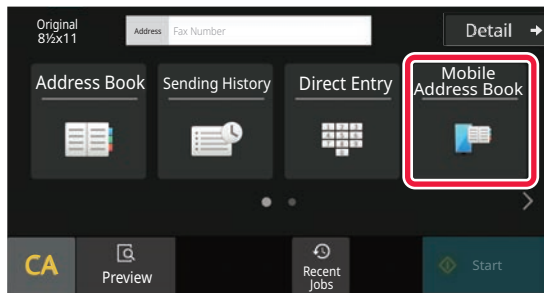 Original
8½x11
Address Fax Number
Detail
Address Book
Sending History
Direct Entry
Mobile
Address Book
CA
Preview
Recent
Jobs
Start